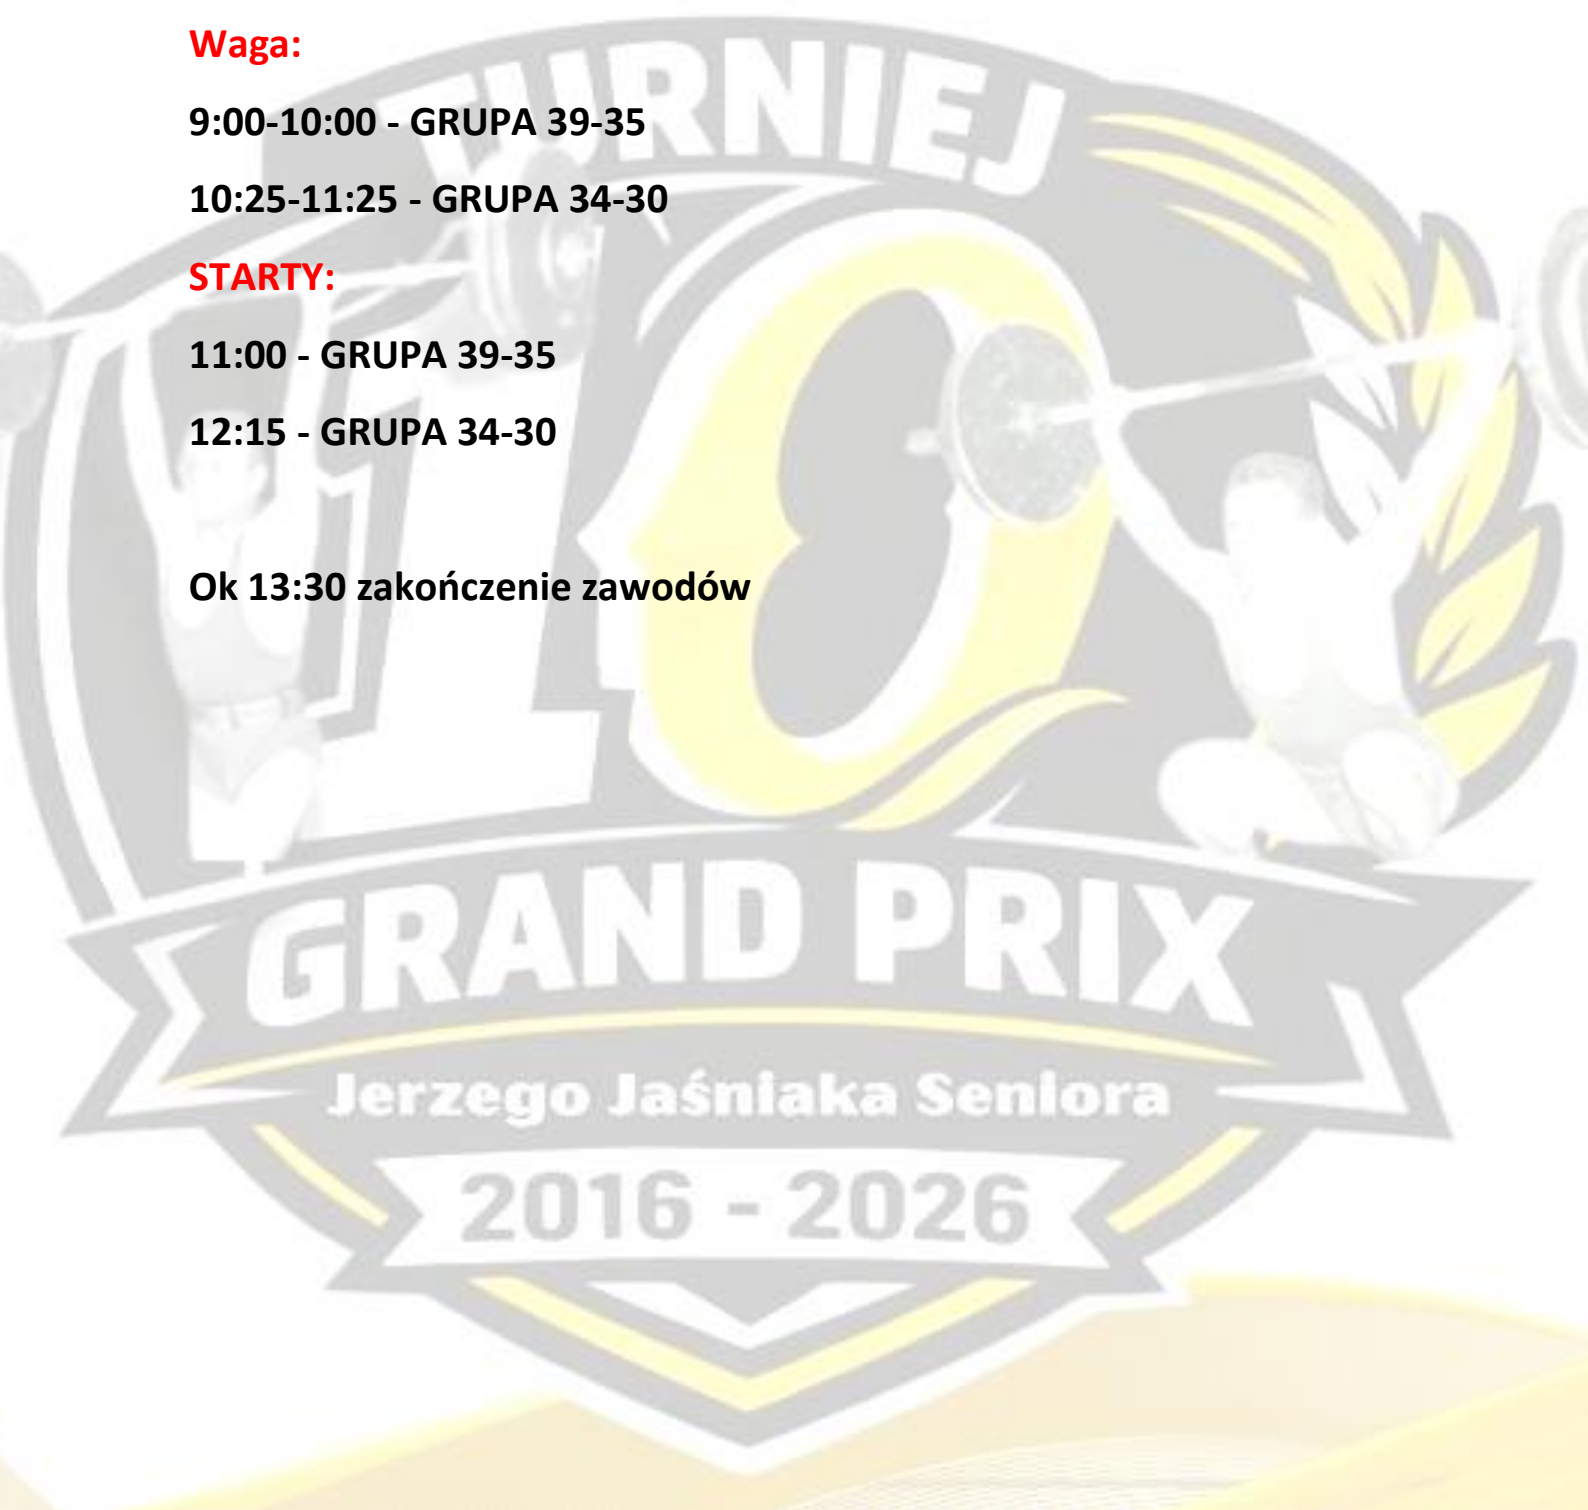 Waga:
9:00-10:00 - GRUPA 39-35
10:25-11:25 - GRUPA 34-30
STARTY:
11:00 - GRUPA 39-35
12:15 - GRUPA 34-30
Ok 13:30 zakończenie zawodów
TURNIEJ
10
GRAND PRIX
Jerzego Jaśniaka Seniora
2016 - 2026